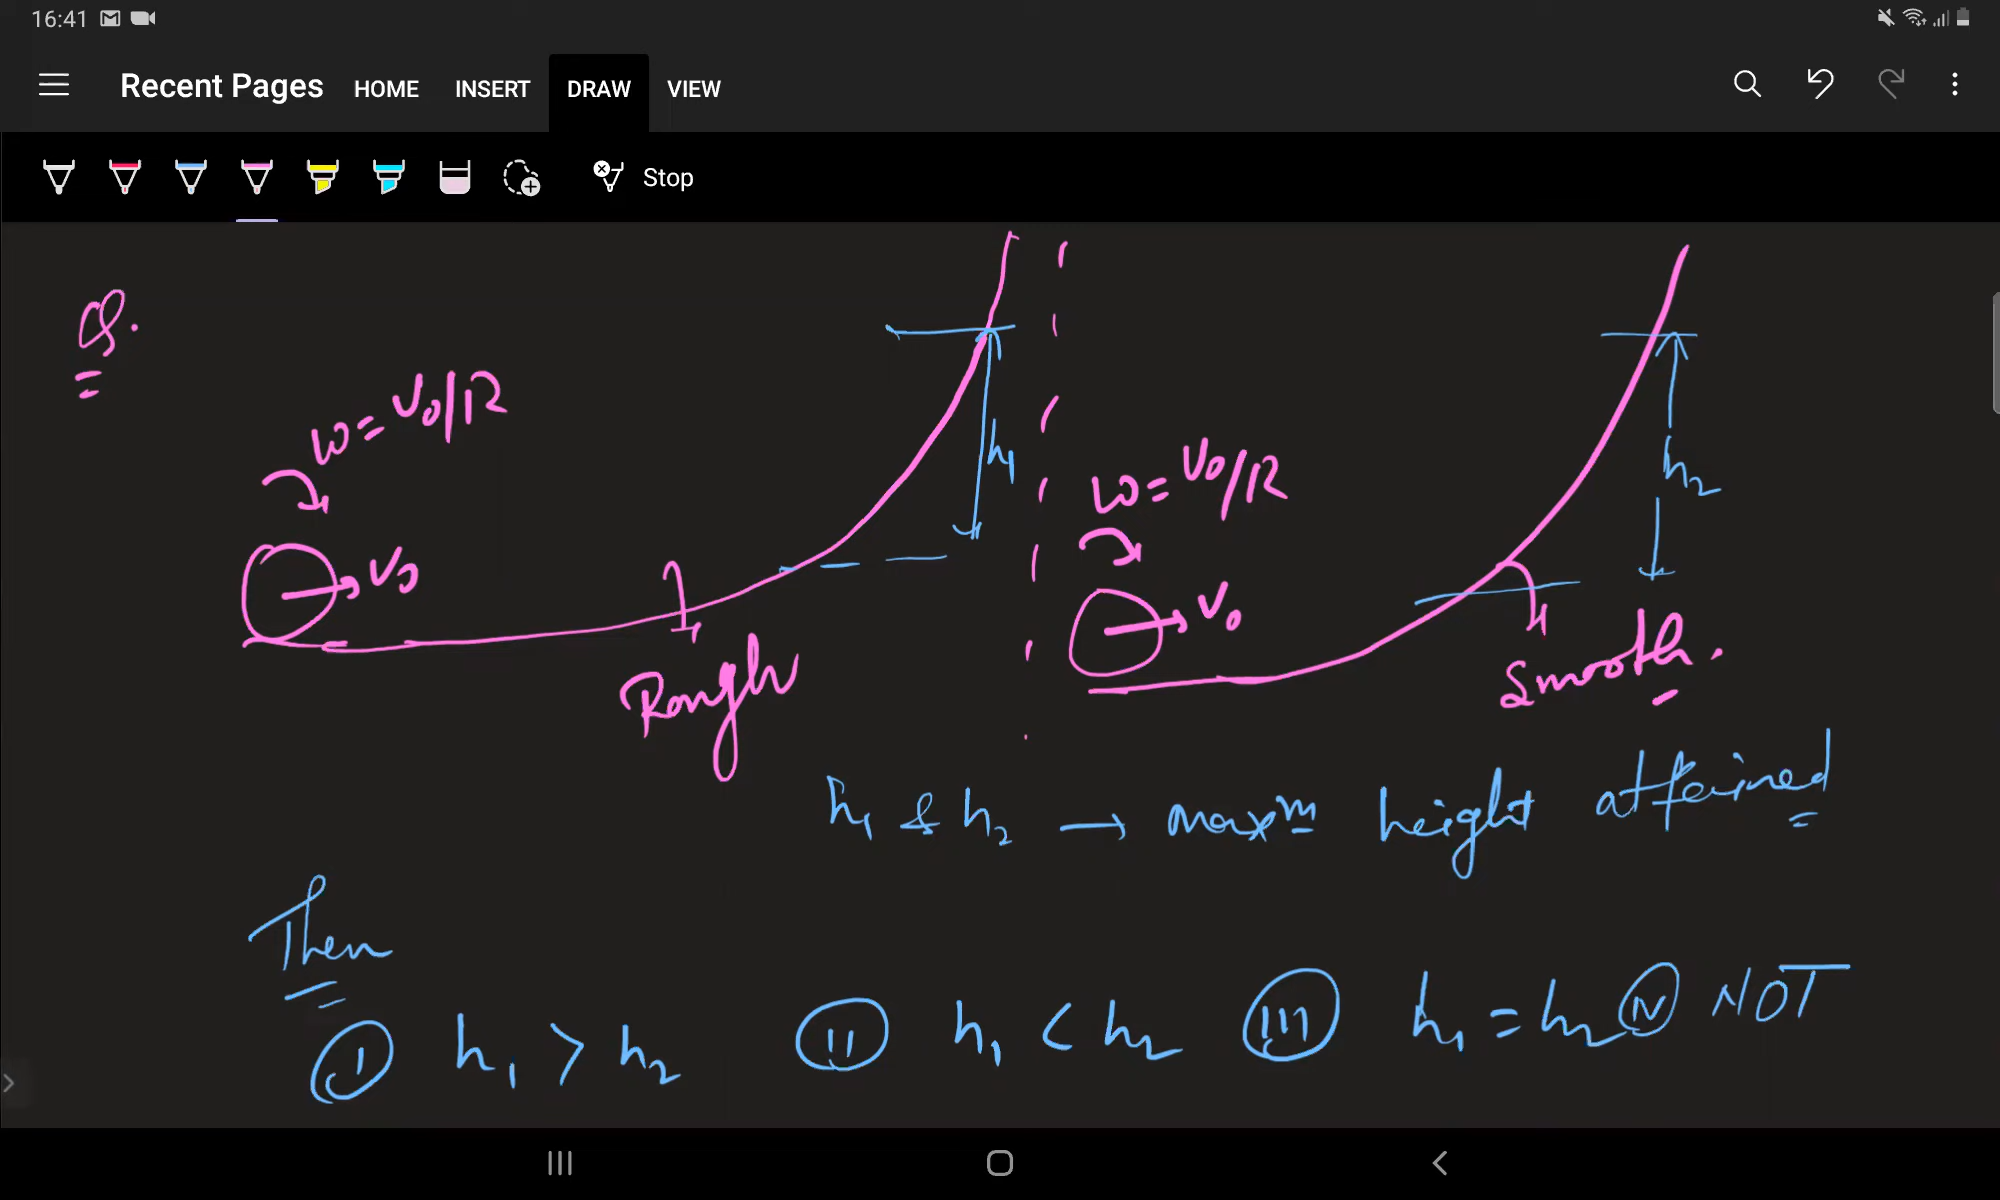 16:41
Recent Pages HOME INSERT DRAW VIEW
Stop
Q.
ω = V₀/R
V₀
h₁
Rough
ω = V₀/R
V₀
h₂
Smooth.
h₁ & h₂ → maxᵐ height attained
Then
I h₁ > h₂ II h₁ < h₂ III h₁ = h₂ IV NOT